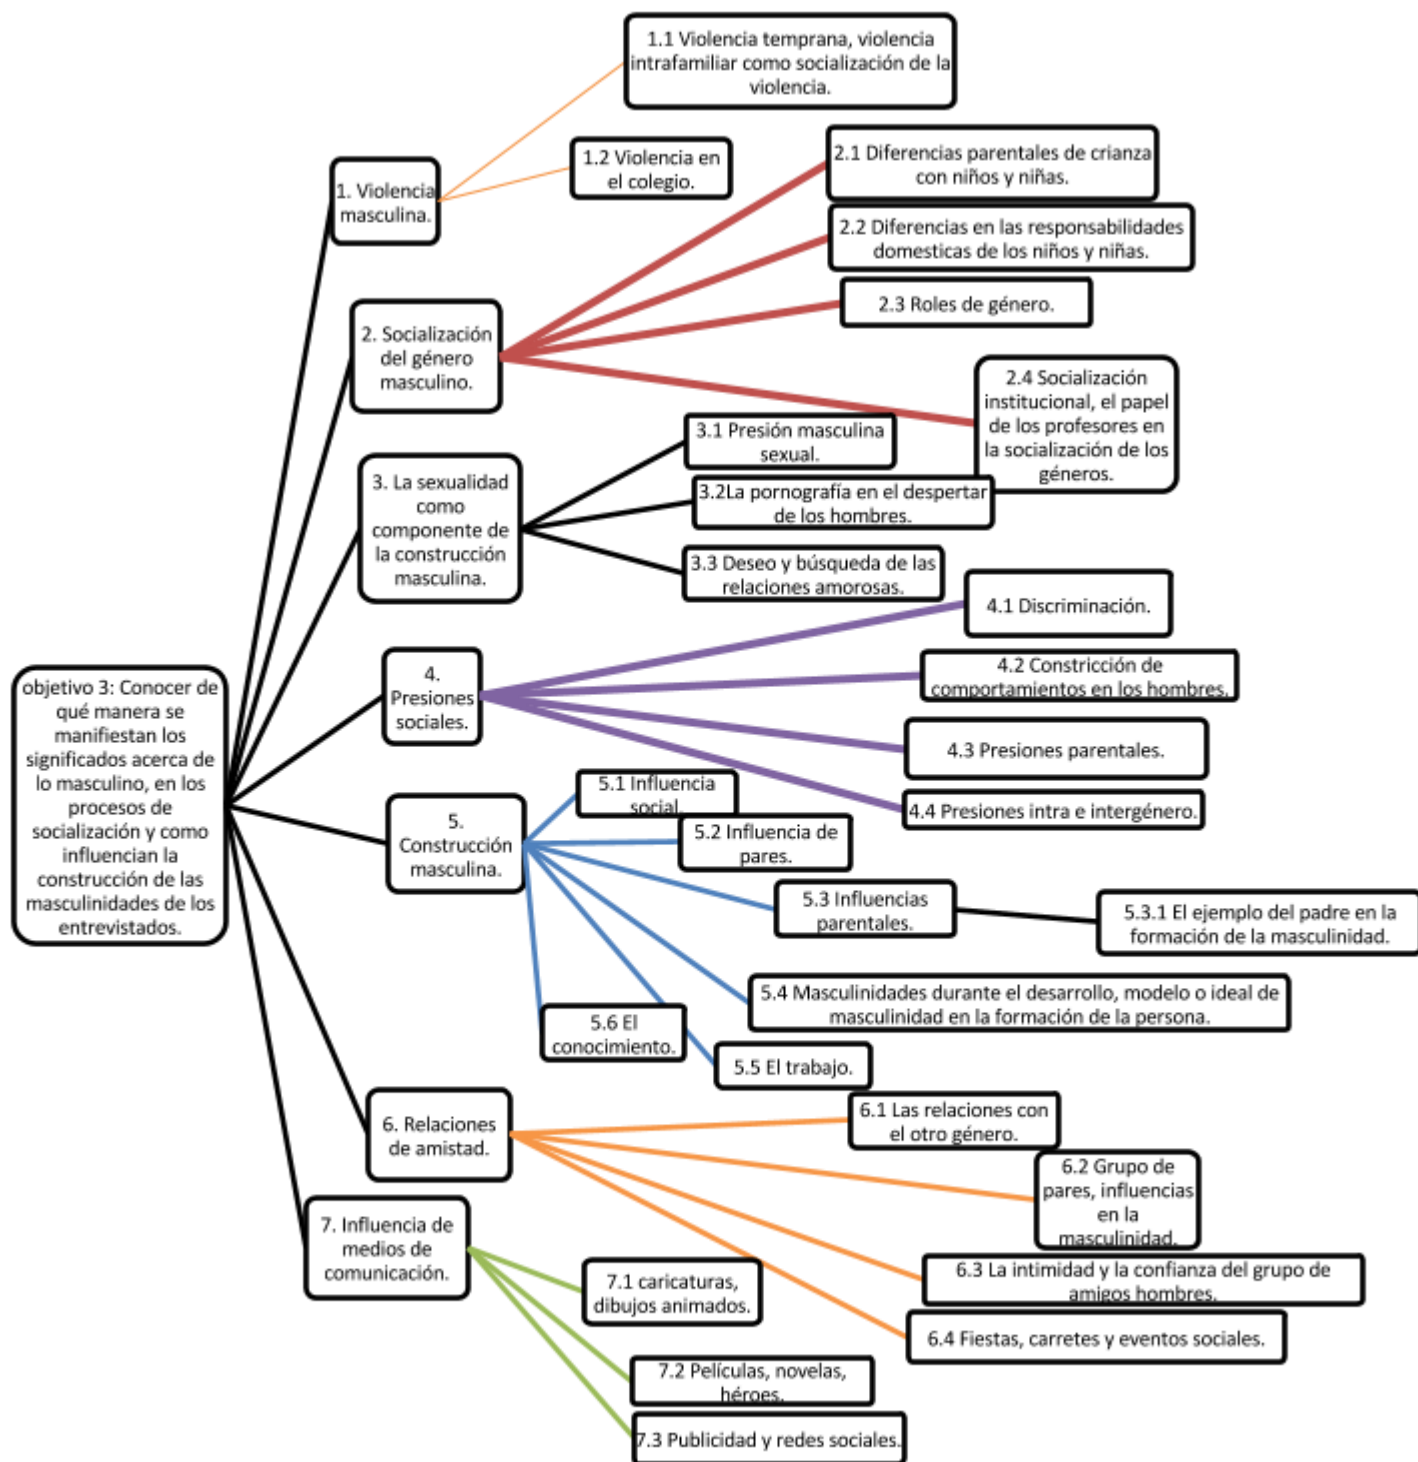 objetivo 3: Conocer de
qué manera se
manifiestan los
significados acerca de
lo masculino, en los
procesos de
socialización y como
influencian la
construcción de las
masculinidades de los
entrevistados.
1. Violencia
masculina.
1.1 Violencia temprana, violencia
intrafamiliar como socialización de la
violencia.
1.2 Violencia en
el colegio.
2. Socialización
del género
masculino.
2.1 Diferencias parentales de crianza
con niños y niñas.
2.2 Diferencias en las responsabilidades
domesticas de los niños y niñas.
2.3 Roles de género.
2.4 Socialización
institucional, el papel
de los profesores en
la socialización de los
géneros.
3. La sexualidad
como
componente de
la construcción
masculina.
3.1 Presión masculina
sexual.
3.2La pornografía en el despertar
de los hombres.
3.3 Deseo y búsqueda de las
relaciones amorosas.
4.
Presiones
sociales.
4.1 Discriminación.
4.2 Constricción de
comportamientos en los hombres.
4.3 Presiones parentales.
4.4 Presiones intra e intergénero.
5.
Construcción
masculina.
5.1 Influencia
social.
5.2 Influencia de
pares.
5.3 Influencias
parentales.
5.3.1 El ejemplo del padre en la
formación de la masculinidad.
5.4 Masculinidades durante el desarrollo, modelo o ideal de
masculinidad en la formación de la persona.
5.5 El trabajo.
5.6 El
conocimiento.
6. Relaciones
de amistad.
6.1 Las relaciones con
el otro género.
6.2 Grupo de
pares, influencias
en la
masculinidad.
6.3 La intimidad y la confianza del grupo de
amigos hombres.
6.4 Fiestas, carretes y eventos sociales.
7. Influencia de
medios de
comunicación.
7.1 caricaturas,
dibujos animados.
7.2 Películas, novelas,
héroes.
7.3 Publicidad y redes sociales.